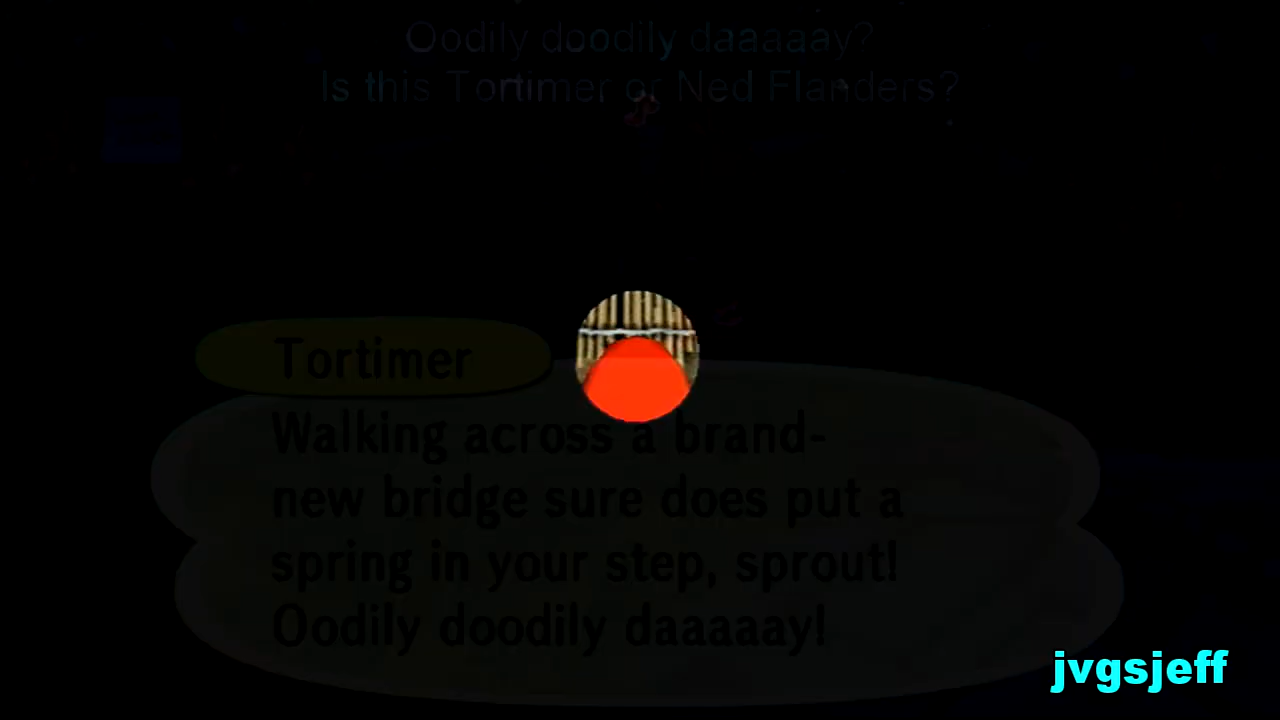 Oodily doodily daaaaay?
Is this Tortimer or Ned Flanders?
Tortimer
Walking across a brand-
new bridge sure does put a
spring in your step, sprout!
Oodily doodily daaaaay!
jvgsjeff